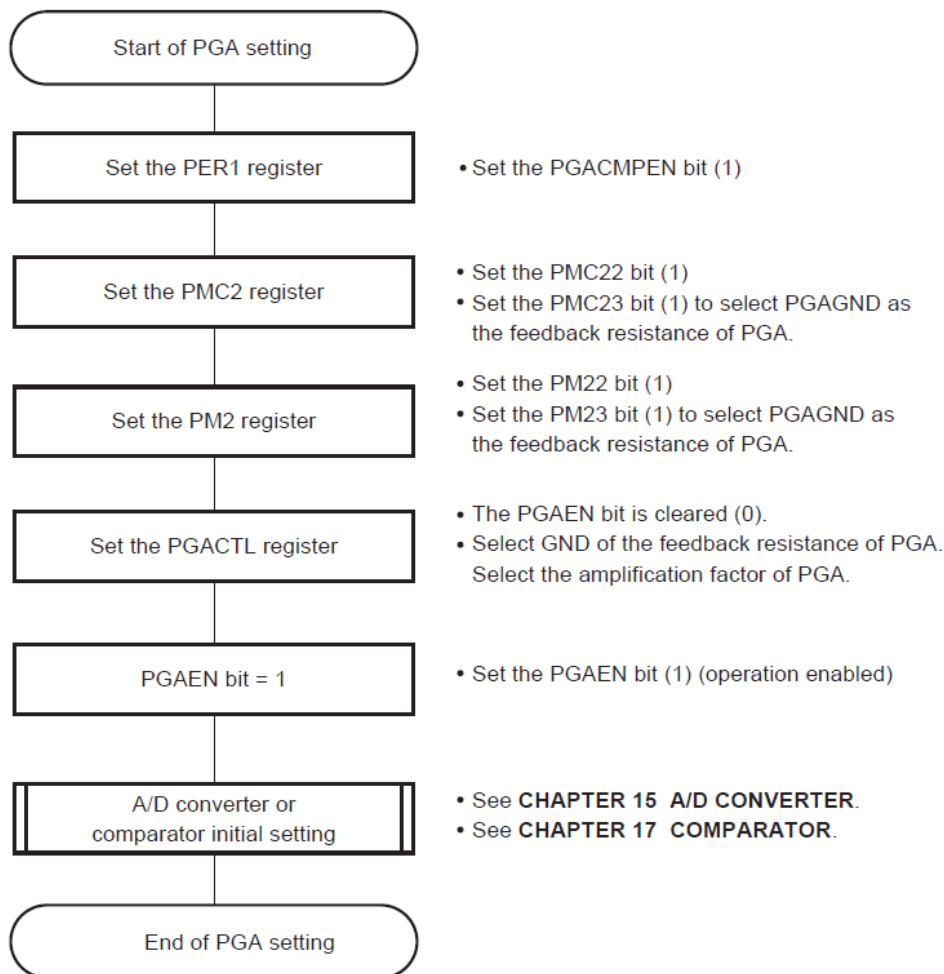 Start of PGA setting
Set the PER1 register
• Set the PGACMPEN bit (1)
Set the PMC2 register
• Set the PMC22 bit (1)
• Set the PMC23 bit (1) to select PGAGND as
the feedback resistance of PGA.
Set the PM2 register
• Set the PM22 bit (1)
• Set the PM23 bit (1) to select PGAGND as
the feedback resistance of PGA.
Set the PGACTL register
• The PGAEN bit is cleared (0).
• Select GND of the feedback resistance of PGA.
Select the amplification factor of PGA.
PGAEN bit = 1
• Set the PGAEN bit (1) (operation enabled)
A/D converter or
comparator initial setting
• See CHAPTER 15 A/D CONVERTER.
• See CHAPTER 17 COMPARATOR.
End of PGA setting